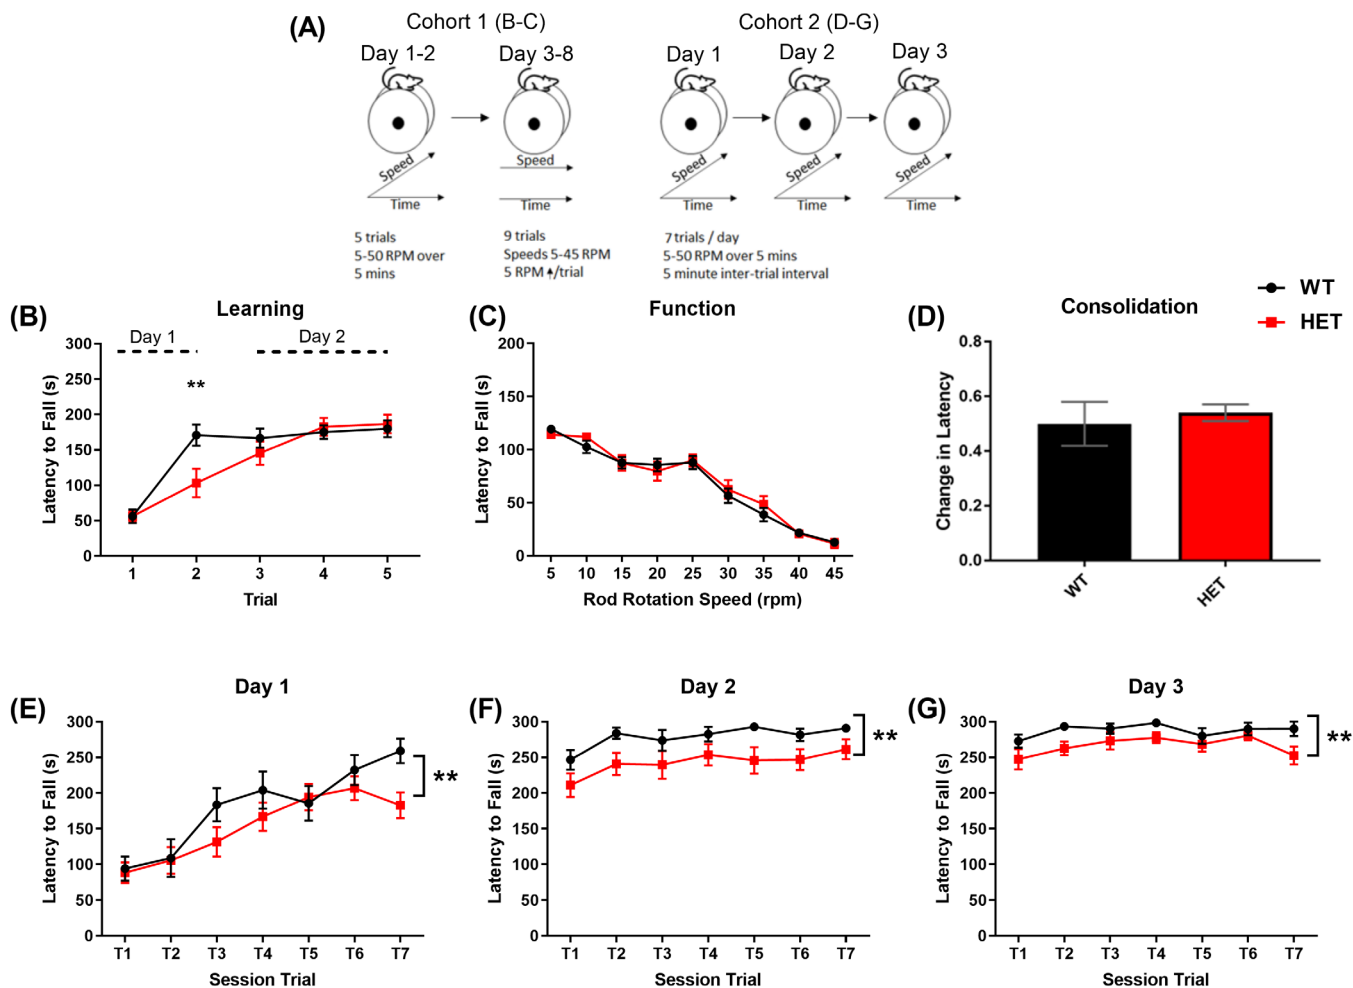 (A)
Cohort 1 (B-C)
Cohort 2 (D-G)
Day 1-2
Day 3-8
Day 1
Day 2
Day 3
Speed
Time
Speed
Time
Speed
Time
Speed
Time
Speed
Time
5 trials
5-50 RPM over
5 mins
9 trials
Speeds 5-45 RPM
5 RPM ↑/trial
7 trials / day
5-50 RPM over 5 mins
5 minute inter-trial interval
WT
HET
(B)
Learning
Day 1
Day 2
**
Latency to Fall (s)
300
250
200
150
100
50
0
1 2 3 4 5
Trial
(C)
Function
Latency to Fall (s)
200
150
100
50
0
5 10 15 20 25 30 35 40 45
Rod Rotation Speed (rpm)
(D)
Consolidation
Change in Latency
0.8
0.6
0.4
0.2
0.0
WT
HET
(E)
Day 1
Latency to Fall (s)
300
250
200
150
100
50
0
**
T1 T2 T3 T4 T5 T6 T7
Session Trial
(F)
Day 2
Latency to Fall (s)
300
250
200
150
100
50
0
**
T1 T2 T3 T4 T5 T6 T7
Session Trial
(G)
Day 3
Latency to Fall (s)
300
250
200
150
100
50
0
**
T1 T2 T3 T4 T5 T6 T7
Session Trial